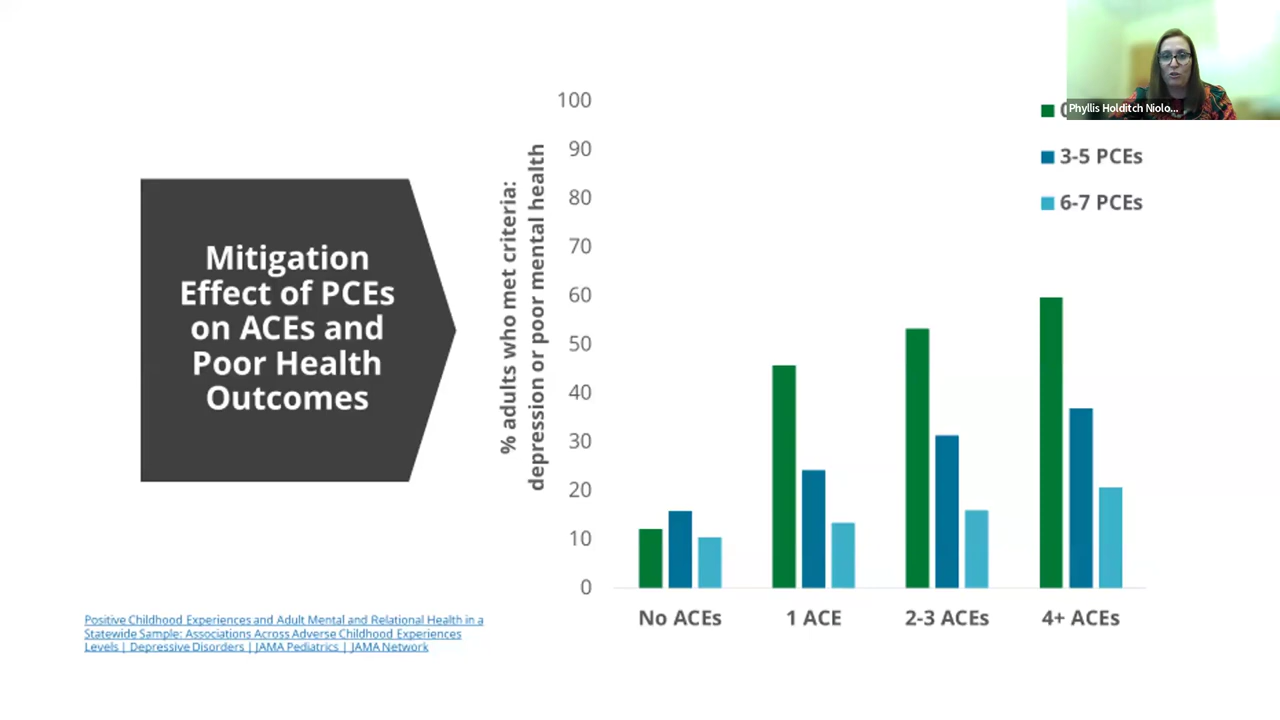 Phyllis Holditch Niolo...
Mitigation
Effect of PCEs
on ACEs and
Poor Health
Outcomes
% adults who met criteria:
depression or poor mental health
100
90
80
70
60
50
40
30
20
10
0
3-5 PCEs
6-7 PCEs
No ACEs
1 ACE
2-3 ACEs
4+ ACEs
Positive Childhood Experiences and Adult Mental and Relational Health in a
Statewide Sample: Associations Across Adverse Childhood Experiences
Levels | Depressive Disorders | JAMA Pediatrics | JAMA Network